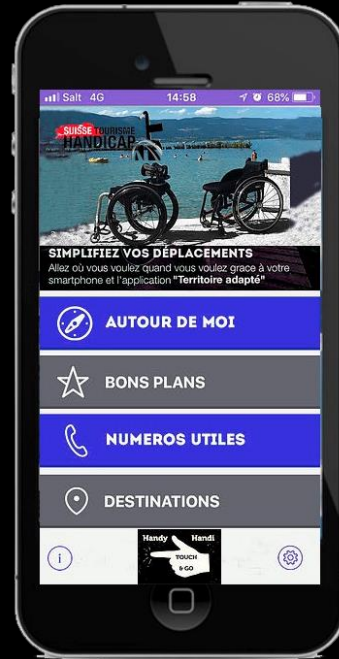 Salt 4G 14:58 68%
SUISSE TOURISME
HANDICAP
SIMPLIFIEZ VOS DÉPLACEMENTS
Allez où vous voulez quand vous voulez grace à votre
smartphone et l'application "Territoire adapté"
AUTOUR DE MOI
BONS PLANS
NUMEROS UTILES
DESTINATIONS
Handy Handi
TOUCH
& GO
i